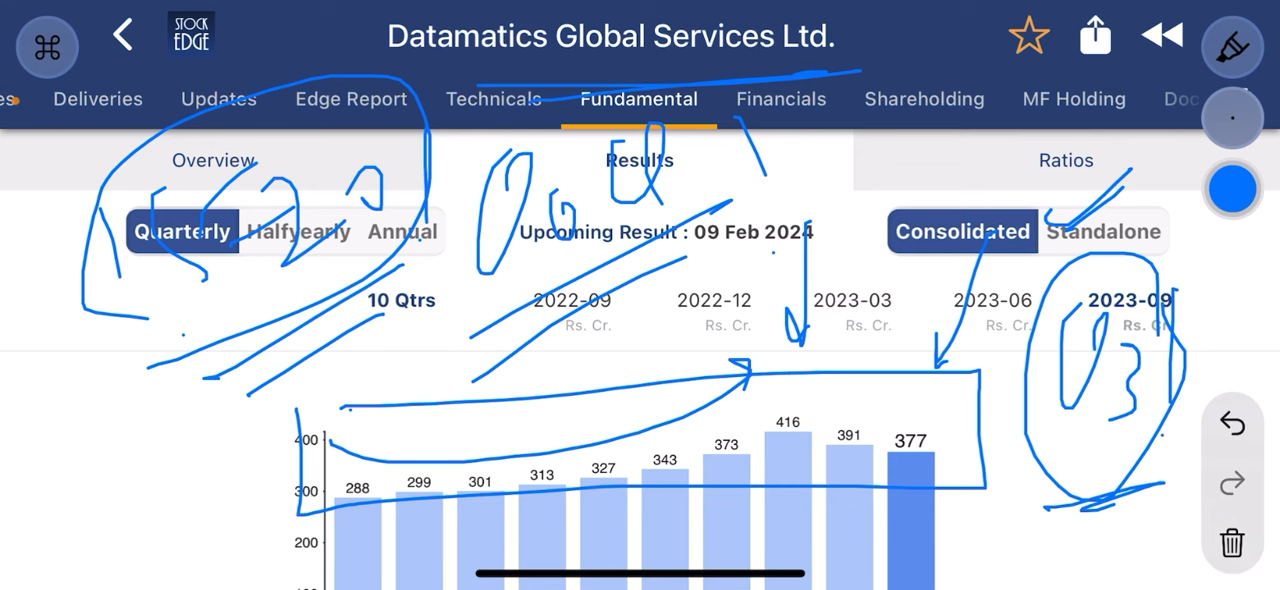 STOCK EDGE
Datamatics Global Services Ltd.
Deliveries Updates Edge Report Technicals Fundamental Financials Shareholding MF Holding
Overview Results Ratios
Quarterly Halfyearly Annual Upcoming Result : 09 Feb 2024 Consolidated Standalone
10 Qtrs 2022-09 2022-12 2023-03 2023-06 2023-09
Rs. Cr. Rs. Cr. Rs. Cr. Rs. Cr. Rs. Cr
416
400 391 377
373
343
327
313
301
299
300 288
200